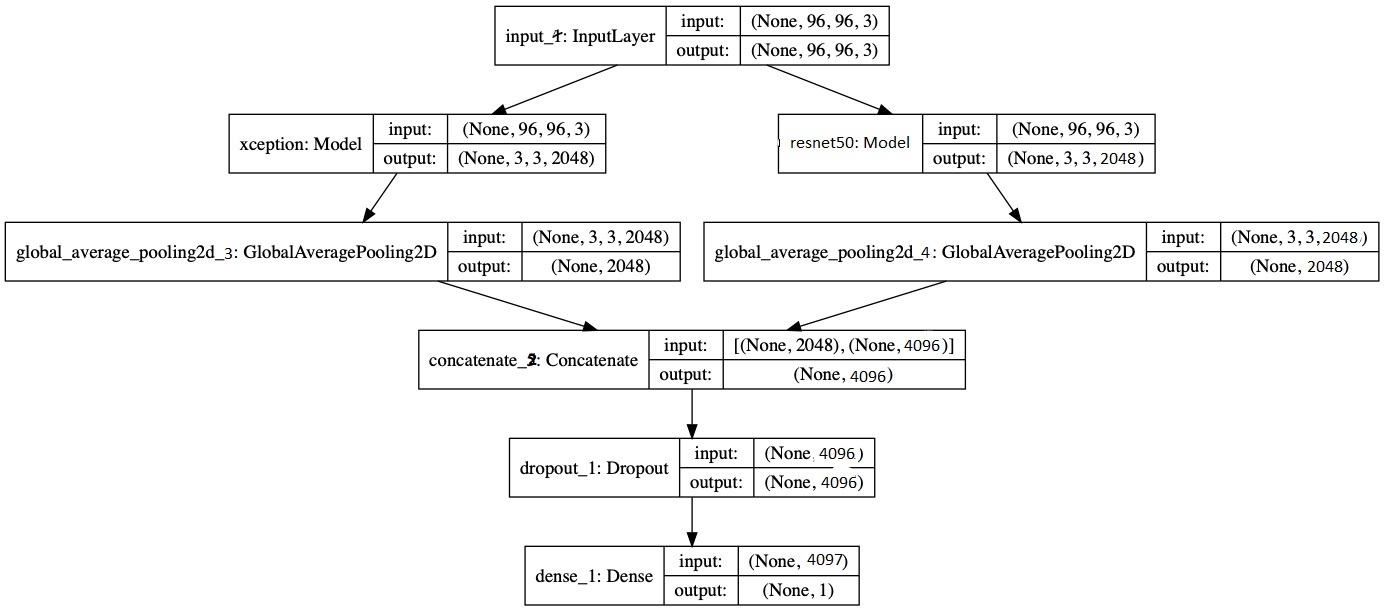 input_1: InputLayer
input: (None, 96, 96, 3)
output: (None, 96, 96, 3)
xception: Model
input: (None, 96, 96, 3)
output: (None, 3, 3, 2048)
resnet50: Model
input: (None, 96, 96, 3)
output: (None, 3, 3, 2048)
global_average_pooling2d_3: GlobalAveragePooling2D
input: (None, 3, 3, 2048)
output: (None, 2048)
global_average_pooling2d_4: GlobalAveragePooling2D
input: (None, 3, 3, 2048)
output: (None, 2048)
concatenate_2: Concatenate
input: [(None, 2048), (None, 4096)]
output: (None, 4096)
dropout_1: Dropout
input: (None, 4096)
output: (None, 4096)
dense_1: Dense
input: (None, 4097)
output: (None, 1)